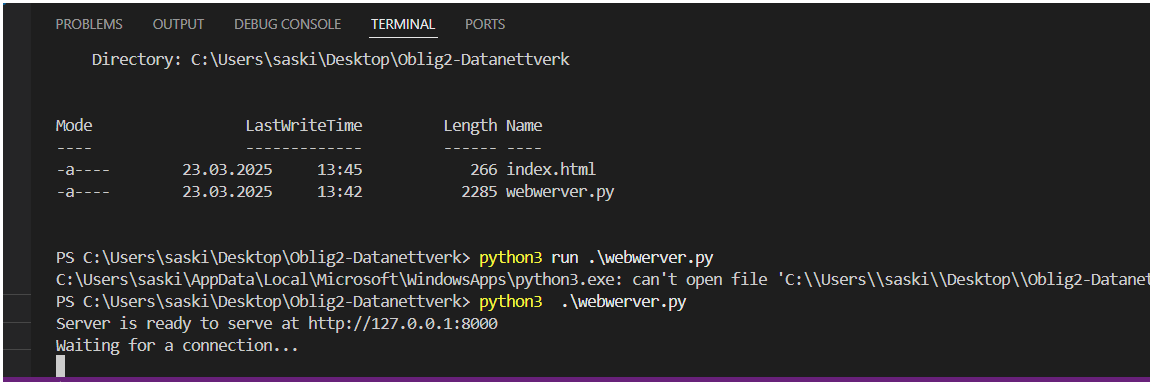 PROBLEMS OUTPUT DEBUG CONSOLE TERMINAL PORTS
Directory: C:\Users\saski\Desktop\Oblig2-Datanettverk
Mode LastWriteTime Length Name
---- ------------- ------ ----
-a---- 23.03.2025 13:45 266 index.html
-a---- 23.03.2025 13:42 2285 webwerver.py
PS C:\Users\saski\Desktop\Oblig2-Datanettverk> python3 run .\webwerver.py
C:\Users\saski\AppData\Local\Microsoft\WindowsApps\python3.exe: can't open file 'C:\\Users\\saski\\Desktop\\Oblig2-Datanet
PS C:\Users\saski\Desktop\Oblig2-Datanettverk> python3  .\webwerver.py
Server is ready to serve at http://127.0.0.1:8000
Waiting for a connection...